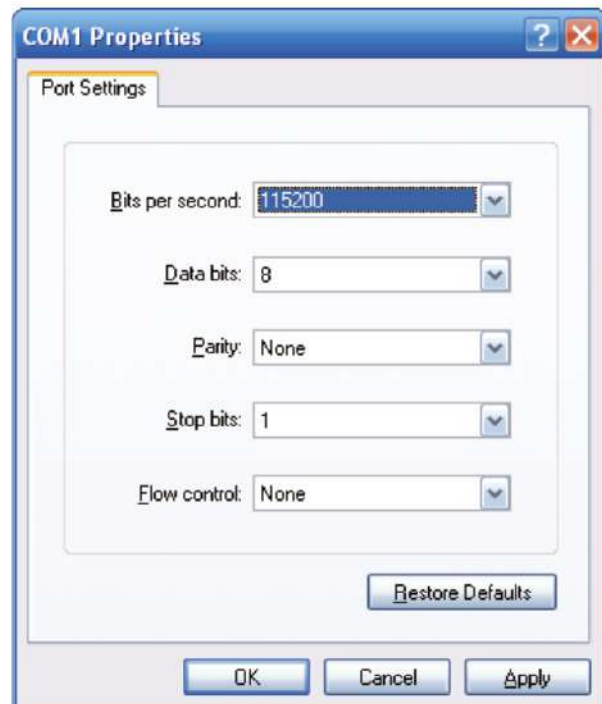 COM1 Properties
Port Settings
Bits per second: 115200
Data bits: 8
Parity: None
Stop bits: 1
Flow control: None
Restore Defaults
OK Cancel Apply